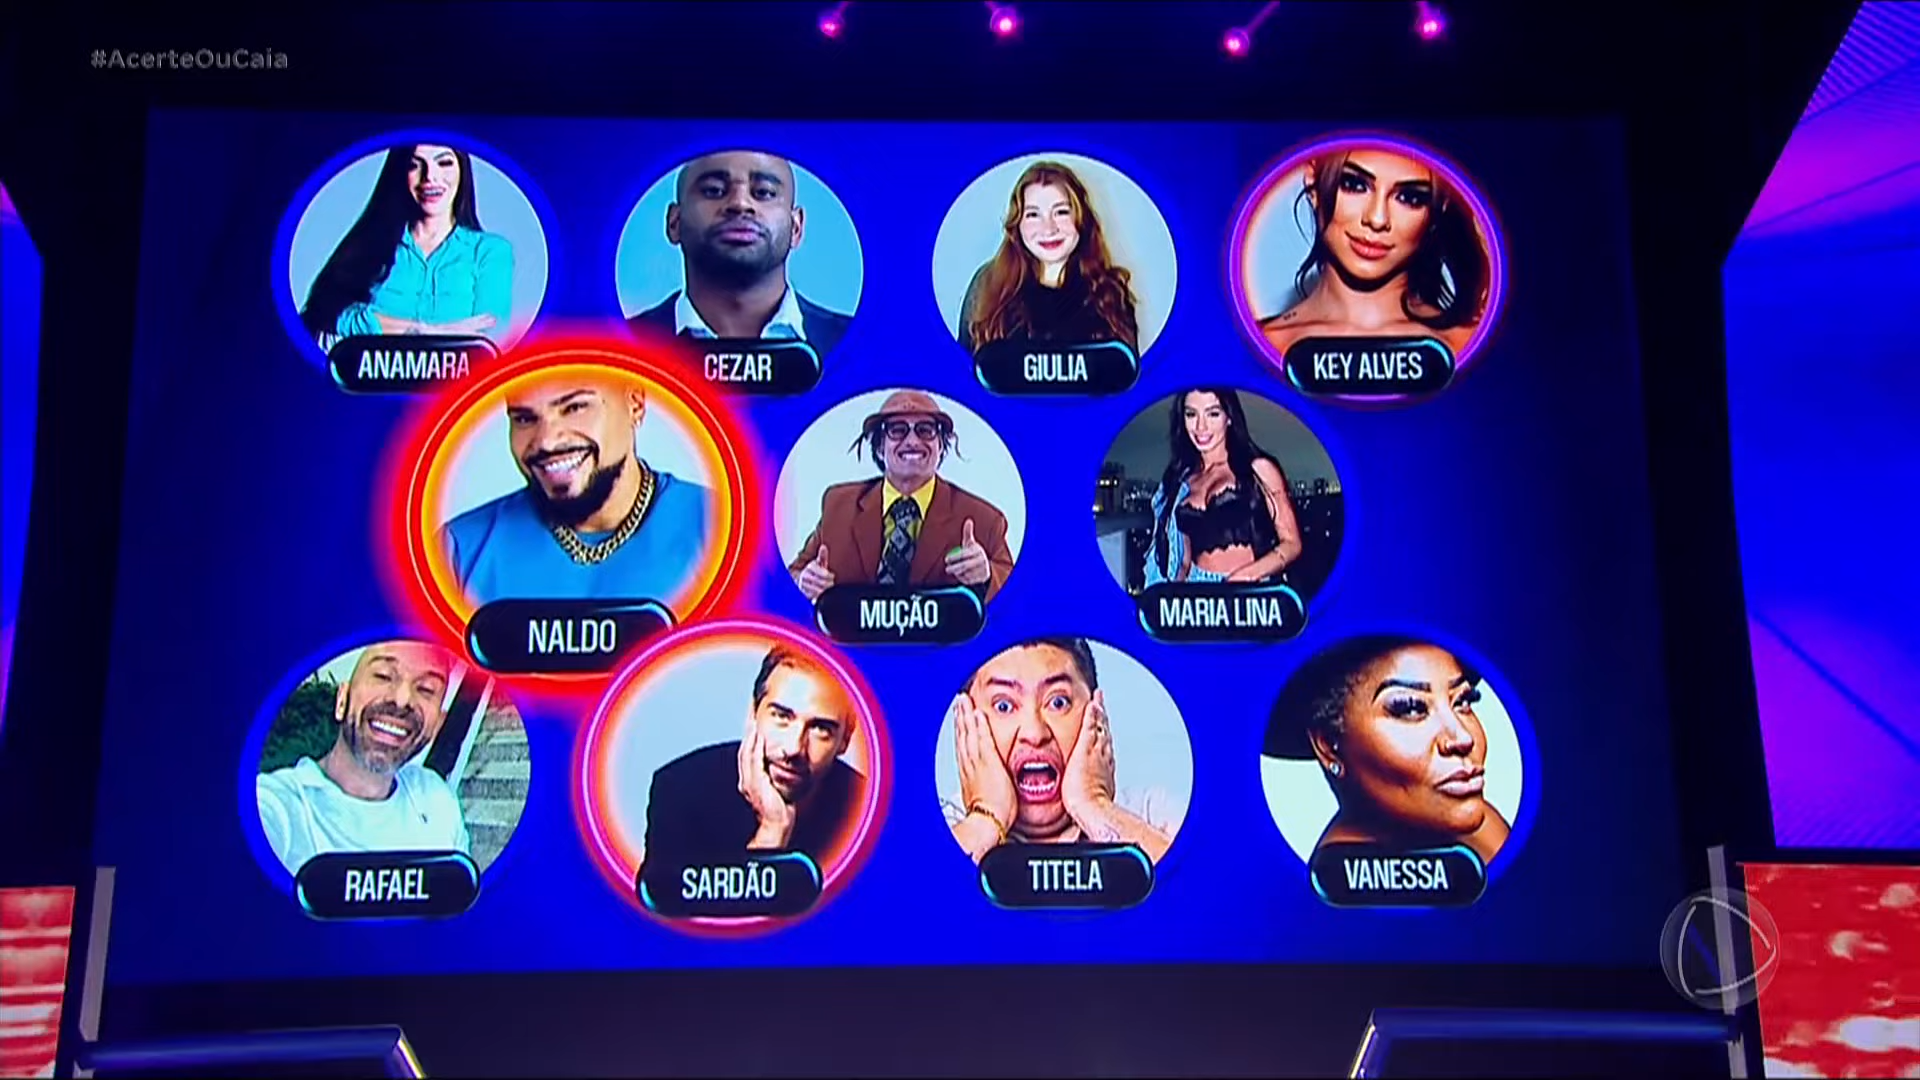 #AcerteOuCaia
ANAMARA
CEZAR
GIULIA
KEY ALVES
NALDO
MUÇÃO
MARIA LINA
RAFAEL
SARDÃO
TITELA
VANESSA